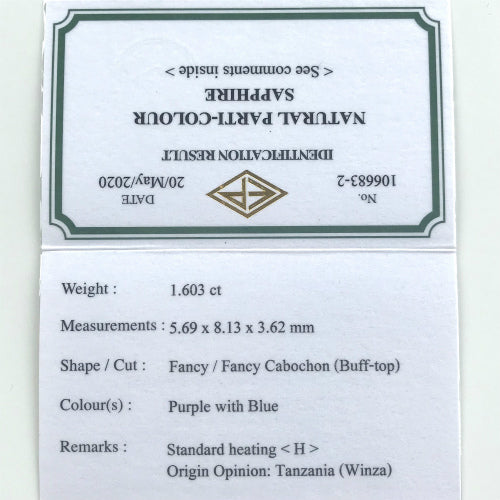 No. DATE
106683-2 20/May/2020
IDENTIFICATION RESULT
NATURAL PARTI-COLOUR
SAPPHIRE
< See comments inside >
Weight : 1.603 ct
Measurements : 5.69 x 8.13 x 3.62 mm
Shape / Cut : Fancy / Fancy Cabochon (Buff-top)
Colour(s) : Purple with Blue
Remarks : Standard heating < H >
Origin Opinion: Tanzania (Winza)